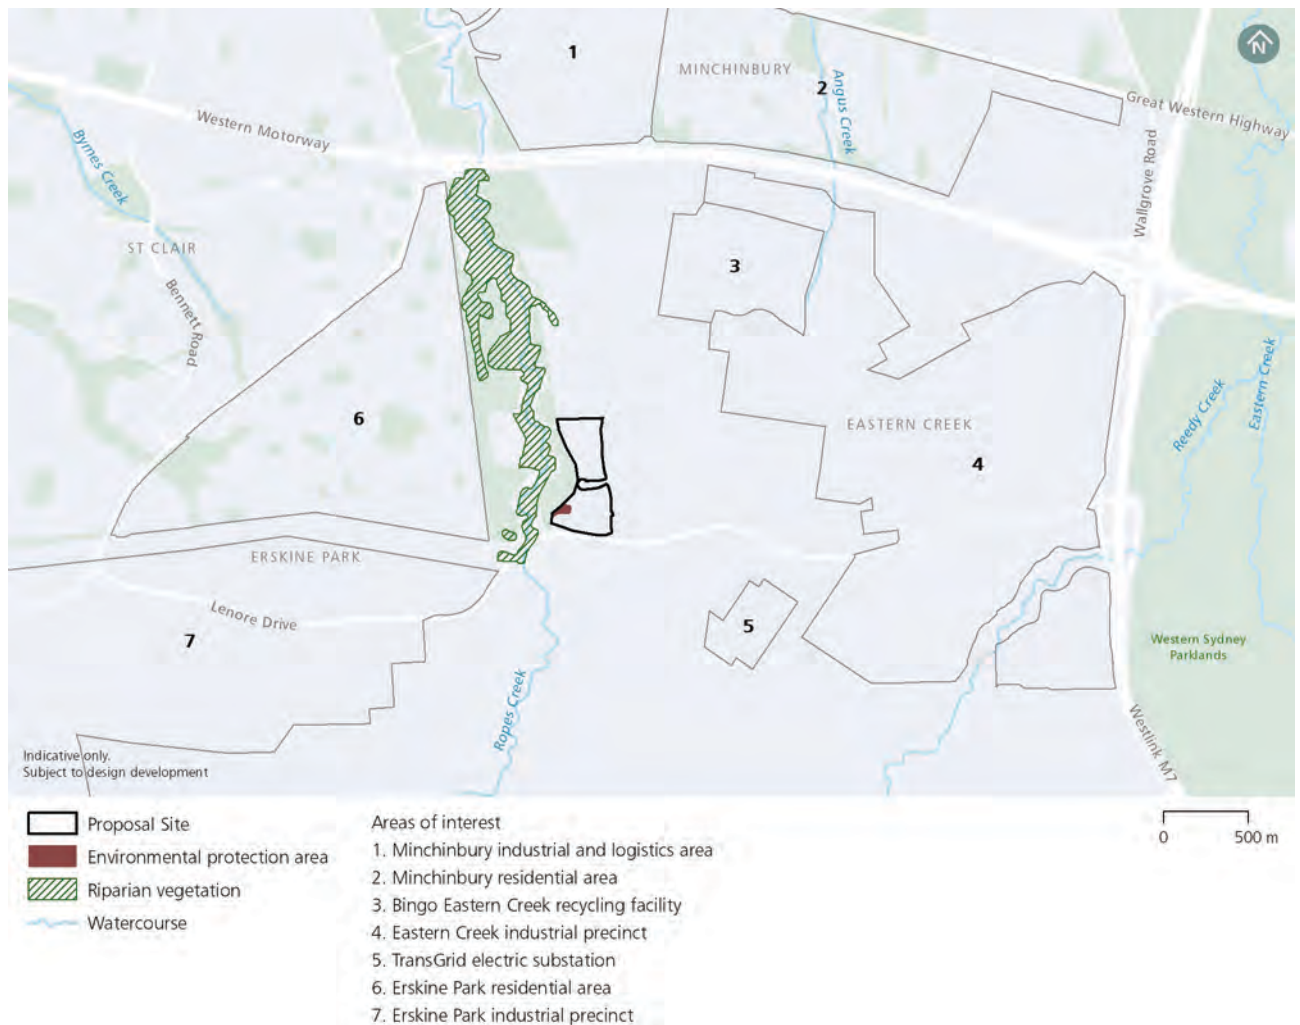 1
MINCHINBURY
2
Angus Creek
N
Great Western Highway
Western Motorway
Wallgrove Road
Byrnes Creek
ST CLAIR
Bennett Road
3
6
EASTERN CREEK
4
Reedy Creek
Eastern Creek
ERSKINE PARK
Lenore Drive
7
5
Western Sydney
Parklands
Ropes Creek
Westlink M7
Indicative only.
Subject to design development
Proposal Site
Environmental protection area
Riparian vegetation
Watercourse
Areas of interest
1. Minchinbury industrial and logistics area
2. Minchinbury residential area
3. Bingo Eastern Creek recycling facility
4. Eastern Creek industrial precinct
5. TransGrid electric substation
6. Erskine Park residential area
7. Erskine Park industrial precinct
0 500 m